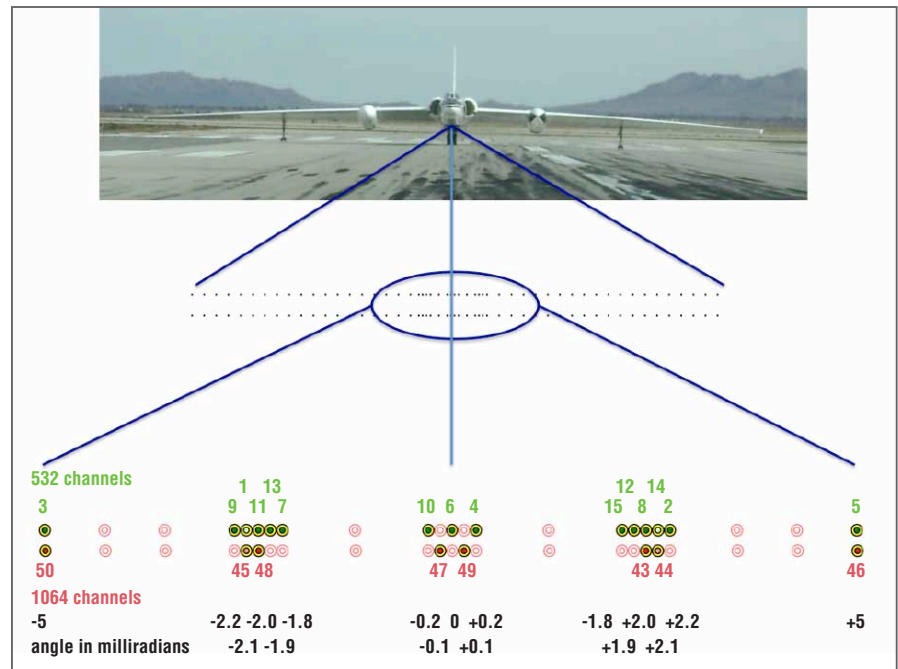 532 channels
1 13 12 14
3 9 11 7 10 6 4 15 8 2 5
50 45 48 47 49 43 44 46
1064 channels
-5 -2.2 -2.0 -1.8 -0.2 0 +0.2 -1.8 +2.0 +2.2 +5
angle in milliradians -2.1 -1.9 -0.1 +0.1 +1.9 +2.1